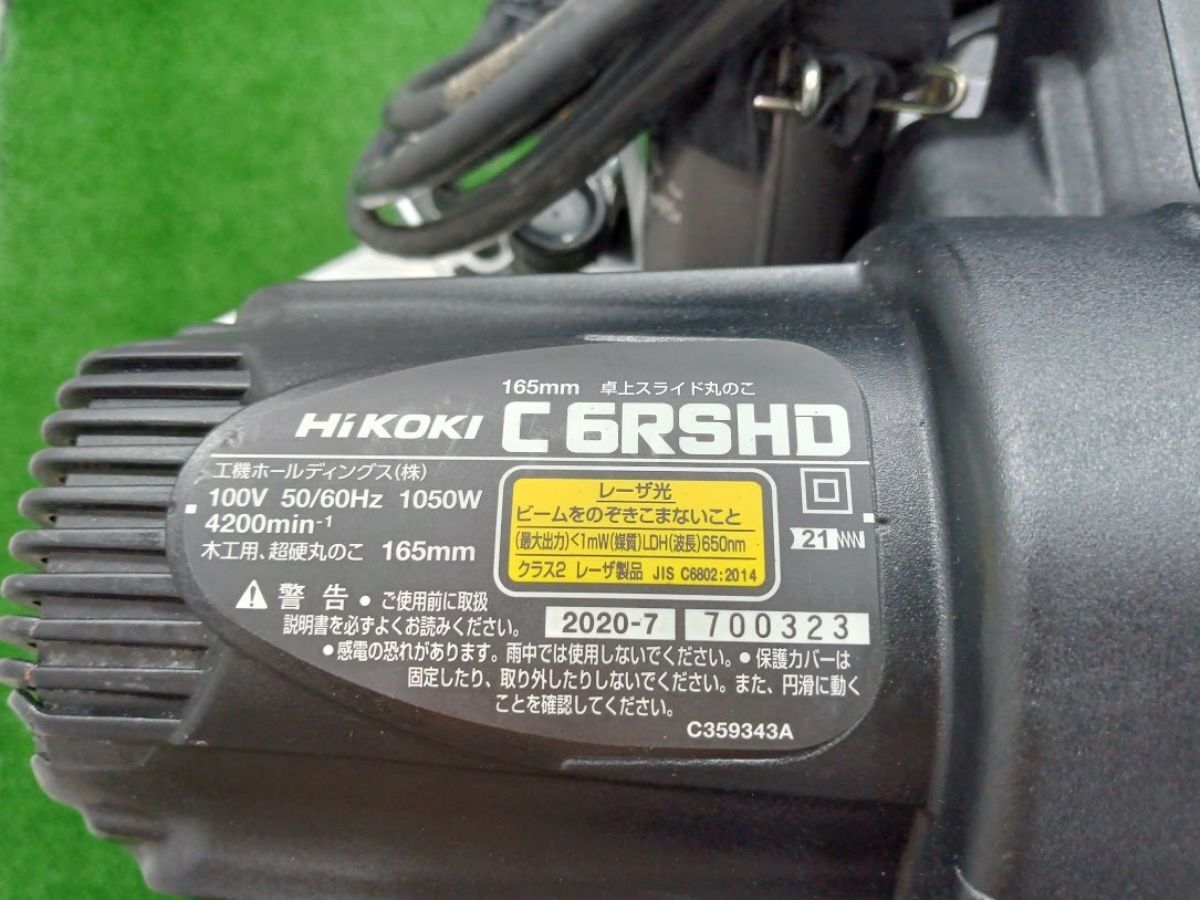 165mm 卓上スライド丸のこ
HiKOKI C 6RSHD
工機ホールディングス(株)
100V 50/60Hz 1050W
4200min-1
木工用、超硬丸のこ 165mm
レーザ光
ビームをのぞきこまないこと
(最大出力)<1mW(媒質)LDH(波長)650nm
クラス2 レーザ製品 JIS C6802:2014
21
警告 • ご使用前に取扱
説明書を必ずよくお読みください。
2020-7 700323
• 感電の恐れがあります。雨中では使用しないでください。• 保護カバーは
固定したり、取り外したりしないでください。また、円滑に動く
ことを確認してください。
C359343A